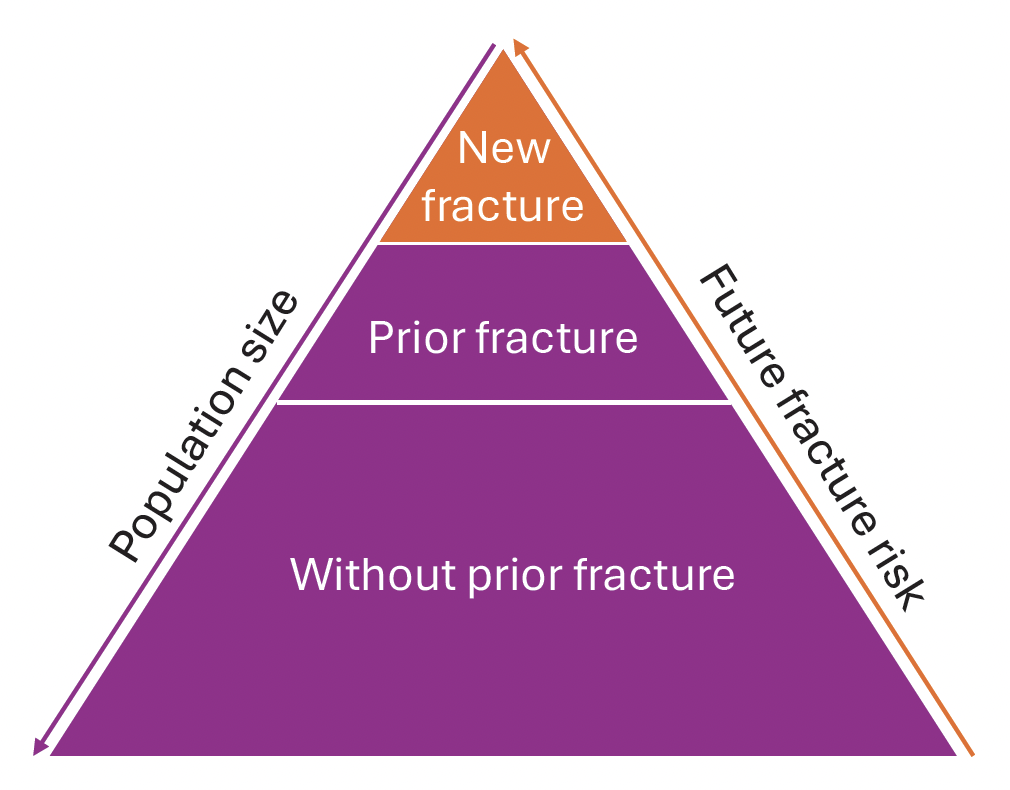 New
fracture
Prior fracture
Population size
Future fracture risk
Without prior fracture